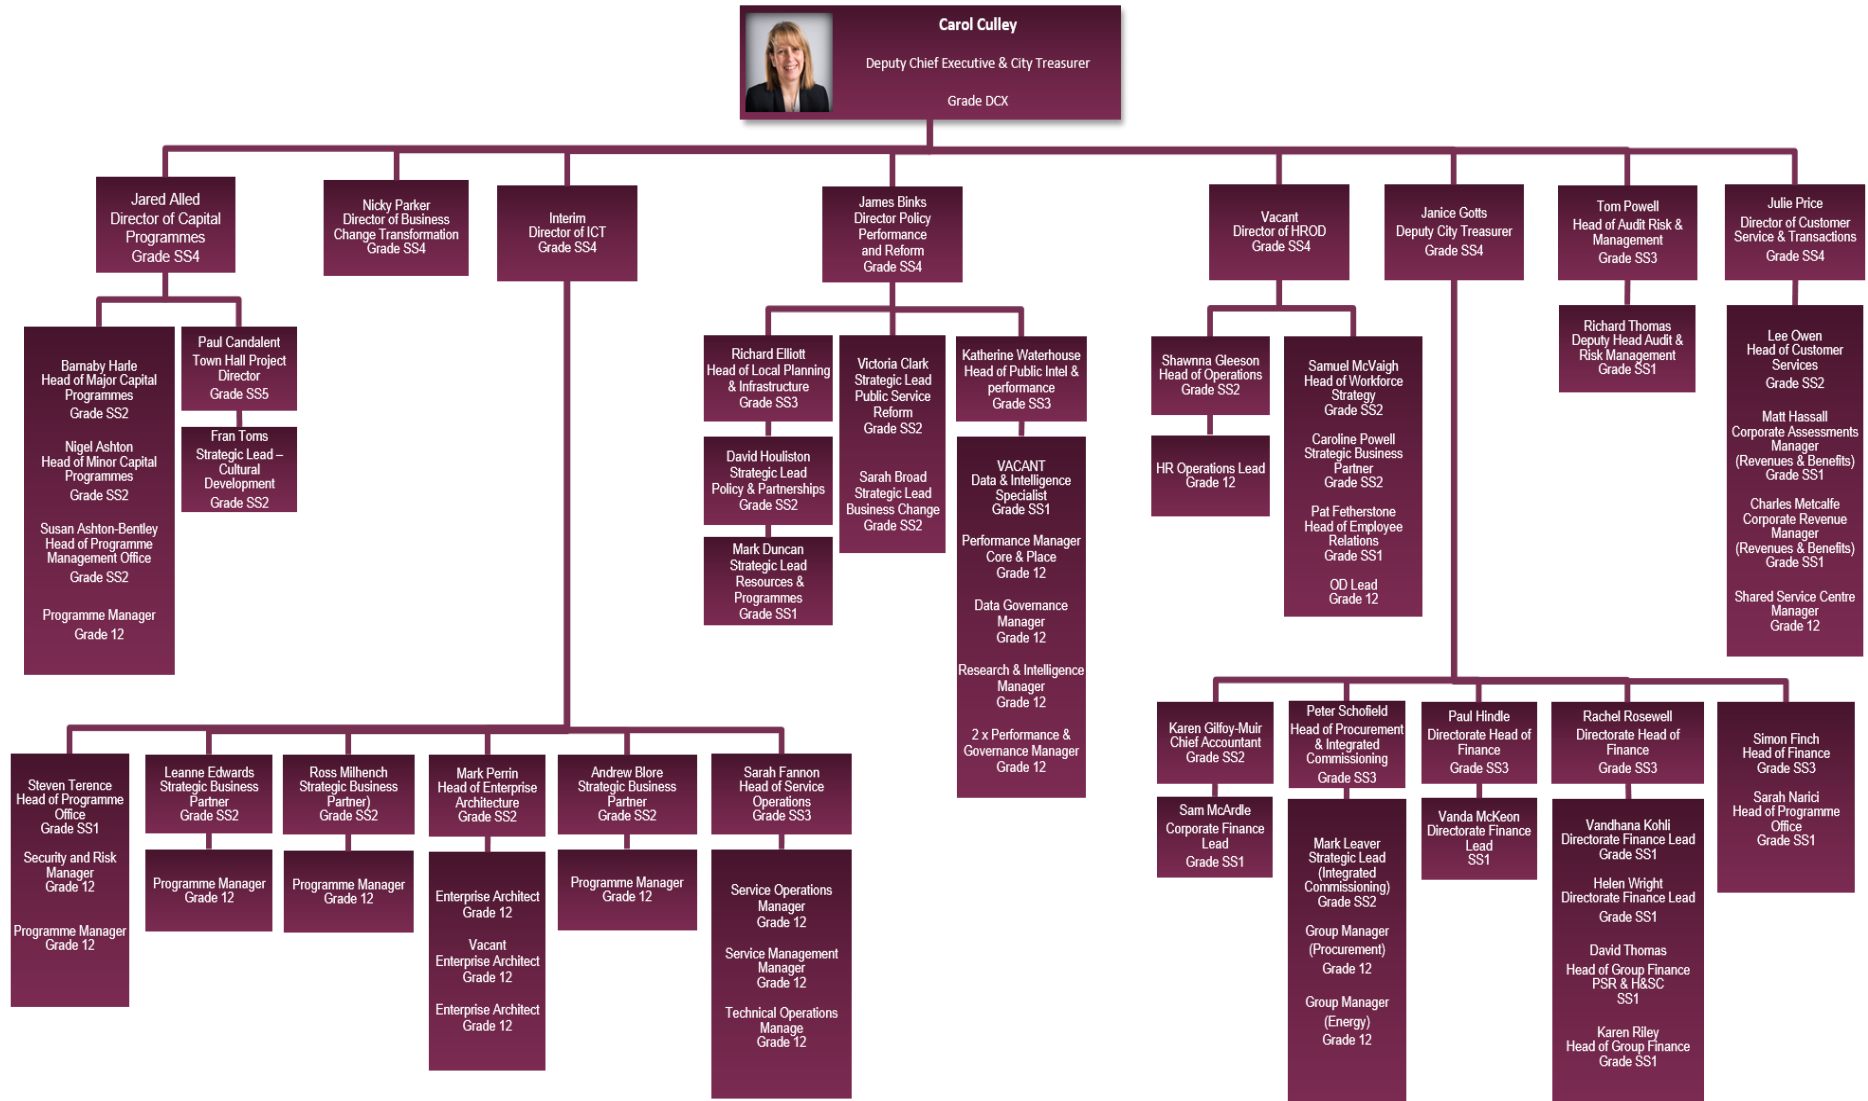 Carol Culley
Deputy Chief Executive & City Treasurer
Grade DCX
Jared Alled
Director of Capital
Programmes
Grade SS4
Nicky Parker
Director of Business
Change Transformation
Grade SS4
Interim
Director of ICT
Grade SS4
James Binks
Director Policy
Performance
and Reform
Grade SS4
Vacant
Director of HROD
Grade SS4
Janice Gotts
Deputy City Treasurer
Grade SS4
Tom Powell
Head of Audit Risk &
Management
Grade SS3
Julie Price
Director of Customer
Service & Transactions
Grade SS4
Barnaby Harle
Head of Major Capital
Programmes
Grade SS2
Nigel Ashton
Head of Minor Capital
Programmes
Grade SS2
Susan Ashton-Bentley
Head of Programme
Management Office
Grade SS2
Programme Manager
Grade 12
Paul Candalent
Town Hall Project
Director
Grade SS5
Fran Toms
Strategic Lead –
Cultural
Development
Grade SS2
Richard Elliott
Head of Local Planning
& Infrastructure
Grade SS3
David Houliston
Strategic Lead
Policy & Partnerships
Grade SS2
Mark Duncan
Strategic Lead
Resources &
Programmes
Grade SS1
Victoria Clark
Strategic Lead
Public Service
Reform
Grade SS2
Sarah Broad
Strategic Lead
Business Change
Grade SS2
Katherine Waterhouse
Head of Public Intel &
performance
Grade SS3
VACANT
Data & Intelligence
Specialist
Grade SS1
Performance Manager
Core & Place
Grade 12
Data Governance
Manager
Grade 12
Research & Intelligence
Manager
Grade 12
2 x Performance &
Governance Manager
Grade 12
Shawnna Gleeson
Head of Operations
Grade SS2
HR Operations Lead
Grade 12
Samuel McVaigh
Head of Workforce
Strategy
Grade SS2
Caroline Powell
Strategic Business
Partner
Grade SS2
Pat Fetherstone
Head of Employee
Relations
Grade SS1
OD Lead
Grade 12
Richard Thomas
Deputy Head Audit &
Risk Management
Grade SS1
Lee Owen
Head of Customer
Services
Grade SS2
Matt Hassall
Corporate Assessments
Manager
(Revenues & Benefits)
Grade SS1
Charles Metcalfe
Corporate Revenue
Manager
(Revenues & Benefits)
Grade SS1
Shared Service Centre
Manager
Grade 12
Steven Terence
Head of Programme
Office
Grade SS1
Security and Risk
Manager
Grade 12
Programme Manager
Grade 12
Leanne Edwards
Strategic Business
Partner
Grade SS2
Programme Manager
Grade 12
Ross Milhench
Strategic Business
Partner)
Grade SS2
Programme Manager
Grade 12
Mark Perrin
Head of Enterprise
Architecture
Grade SS2
Enterprise Architect
Grade 12
Vacant
Enterprise Architect
Grade 12
Enterprise Architect
Grade 12
Andrew Blore
Strategic Business
Partner
Grade SS2
Programme Manager
Grade 12
Sarah Fannon
Head of Service
Operations
Grade SS3
Service Operations
Manager
Grade 12
Service Management
Manager
Grade 12
Technical Operations
Manage
Grade 12
Karen Gilfoy-Muir
Chief Accountant
Grade SS2
Sam McArdle
Corporate Finance
Lead
Grade SS1
Peter Schofield
Head of Procurement
& Integrated
Commissioning
Grade SS3
Mark Leaver
Strategic Lead
(Integrated
Commissioning)
Grade SS2
Group Manager
(Procurement)
Grade 12
Group Manager
(Energy)
Grade 12
Paul Hindle
Directorate Head of
Finance
Grade SS3
Vanda McKeon
Directorate Finance
Lead
SS1
Rachel Rosewell
Directorate Head of
Finance
Grade SS3
Vandhana Kohli
Directorate Finance Lead
Grade SS1
Helen Wright
Directorate Finance Lead
Grade SS1
David Thomas
Head of Group Finance
PSR & H&SC
SS1
Karen Riley
Head of Group Finance
Grade SS1
Simon Finch
Head of Finance
Grade SS3
Sarah Narici
Head of Programme
Office
Grade SS1